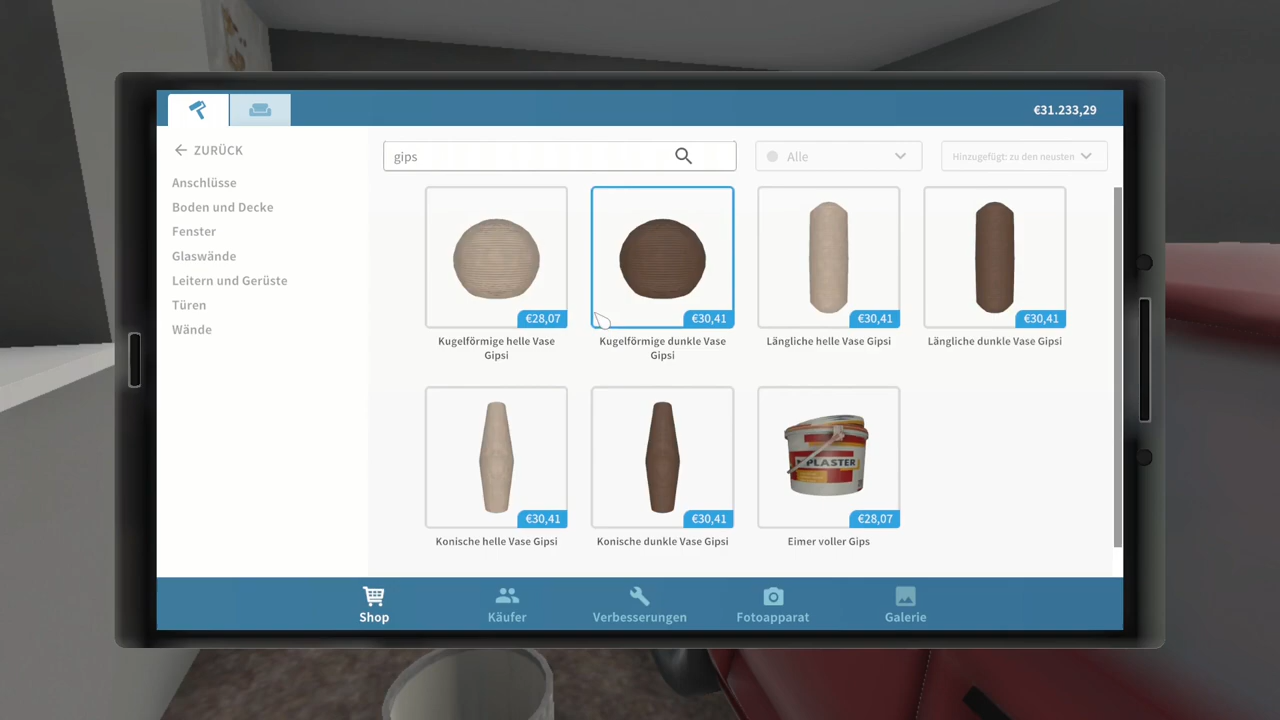 €31.233,29
ZURÜCK
Anschlüsse
Boden und Decke
Fenster
Glaswände
Leitern und Gerüste
Türen
Wände
gips
Alle
Hinzugefügt: zu den neusten
€28,07
€30,41
€30,41
€30,41
Kugelförmige helle Vase
Gipsi
Kugelförmige dunkle Vase
Gipsi
Längliche helle Vase Gipsi
Längliche dunkle Vase Gipsi
PLASTER
€30,41
€30,41
€28,07
Konische helle Vase Gipsi
Konische dunkle Vase Gipsi
Eimer voller Gips
Shop
Käufer
Verbesserungen
Fotoapparat
Galerie